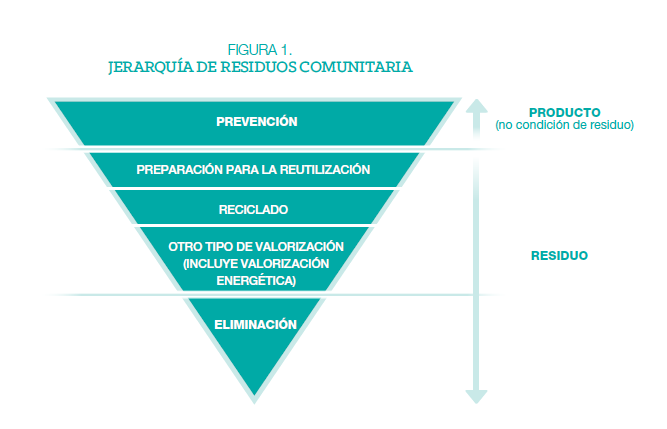 FIGURA 1.
JERARQUÍA DE RESIDUOS COMUNITARIA
PREVENCIÓN
PRODUCTO
(no condición de residuo)
PREPARACIÓN PARA LA REUTILIZACIÓN
RECICLADO
OTRO TIPO DE VALORIZACIÓN
(INCLUYE VALORIZACIÓN
ENERGÉTICA)
RESIDUO
ELIMINACIÓN